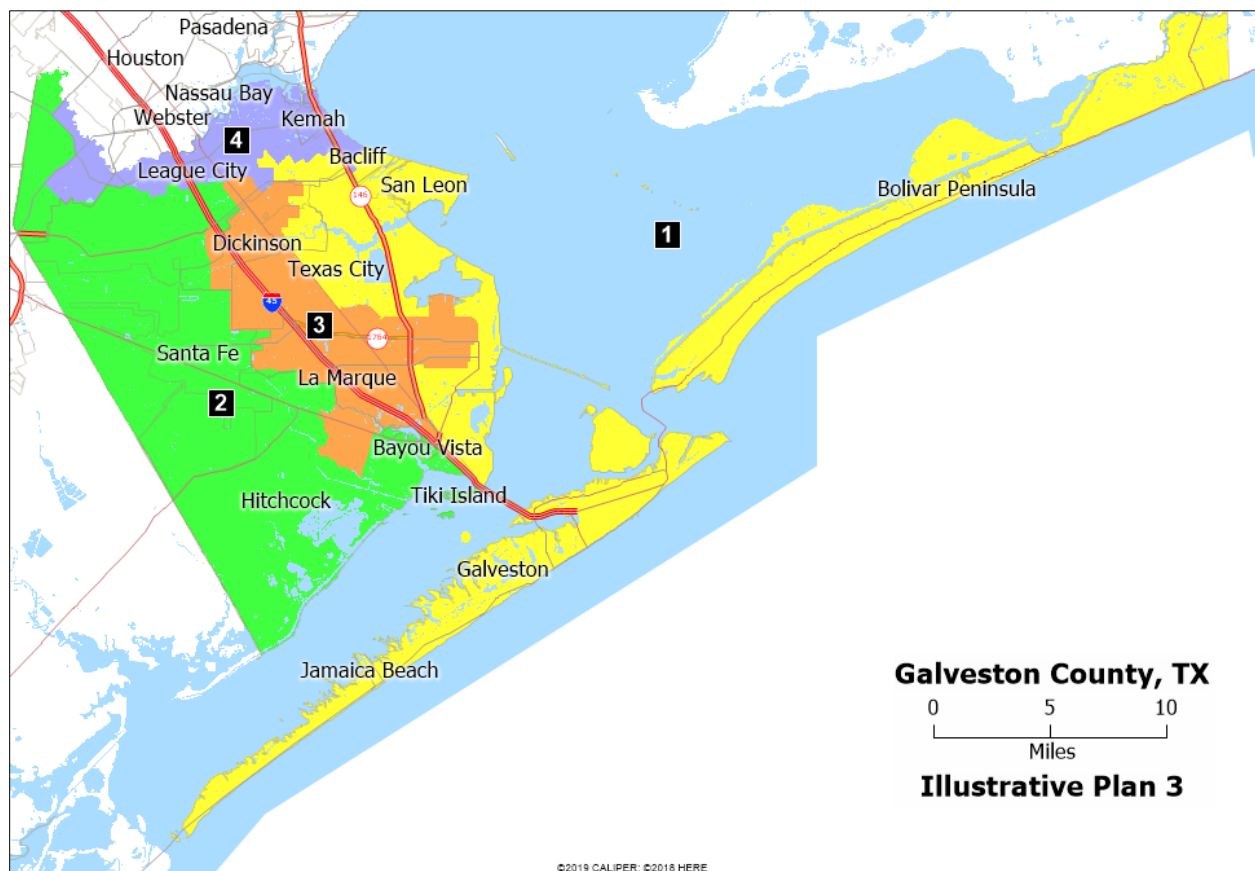 Pasadena
Houston
Nassau Bay
Webster
Kemah
4
Bacliff
League City
San Leon
146
Bolivar Peninsula
1
Dickinson
Texas City
45
3
1764
Santa Fe
La Marque
2
Bayou Vista
Tiki Island
Hitchcock
Galveston
Jamaica Beach
Galveston County, TX
0 5 10
Miles
Illustrative Plan 3
©2019 CALIPER; ©2018 HERE